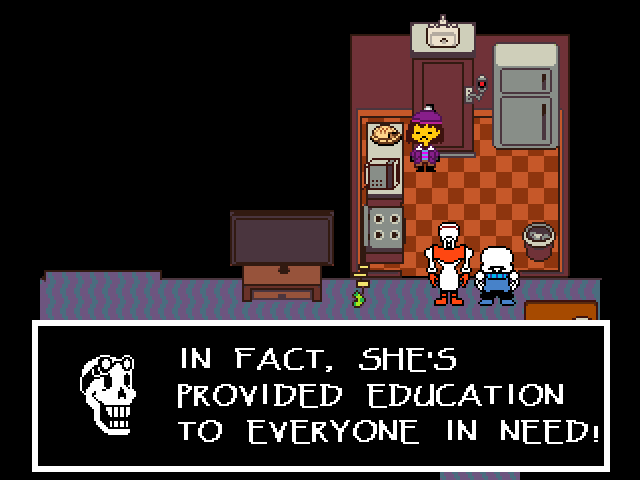 IN FACT, SHE'S
PROVIDED EDUCATION
TO EVERYONE IN NEED!